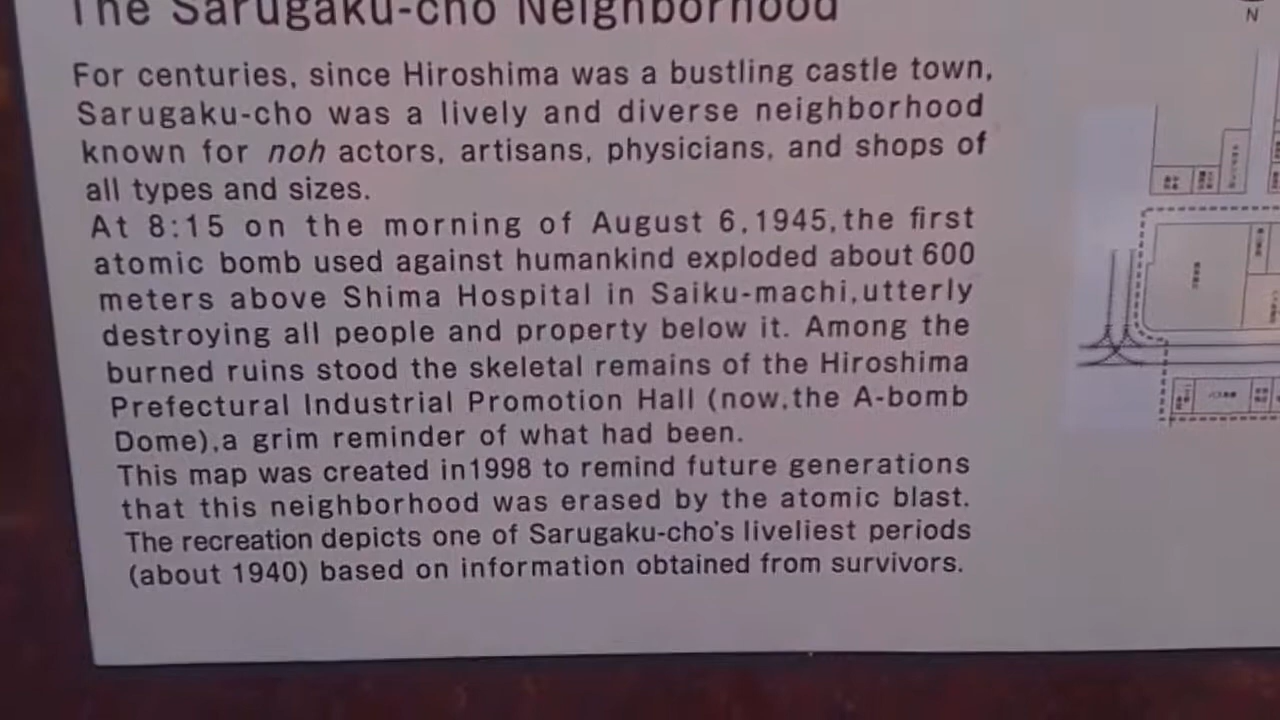 The Sarugaku-cho Neighborhood
N
For centuries, since Hiroshima was a bustling castle town,
Sarugaku-cho was a lively and diverse neighborhood
known for noh actors, artisans, physicians, and shops of
all types and sizes.
At 8:15 on the morning of August 6,1945,the first
atomic bomb used against humankind exploded about 600
meters above Shima Hospital in Saiku-machi,utterly
destroying all people and property below it. Among the
burned ruins stood the skeletal remains of the Hiroshima
Prefectural Industrial Promotion Hall (now,the A-bomb
Dome),a grim reminder of what had been.
This map was created in1998 to remind future generations
that this neighborhood was erased by the atomic blast.
The recreation depicts one of Sarugaku-cho's liveliest periods
(about 1940) based on information obtained from survivors.